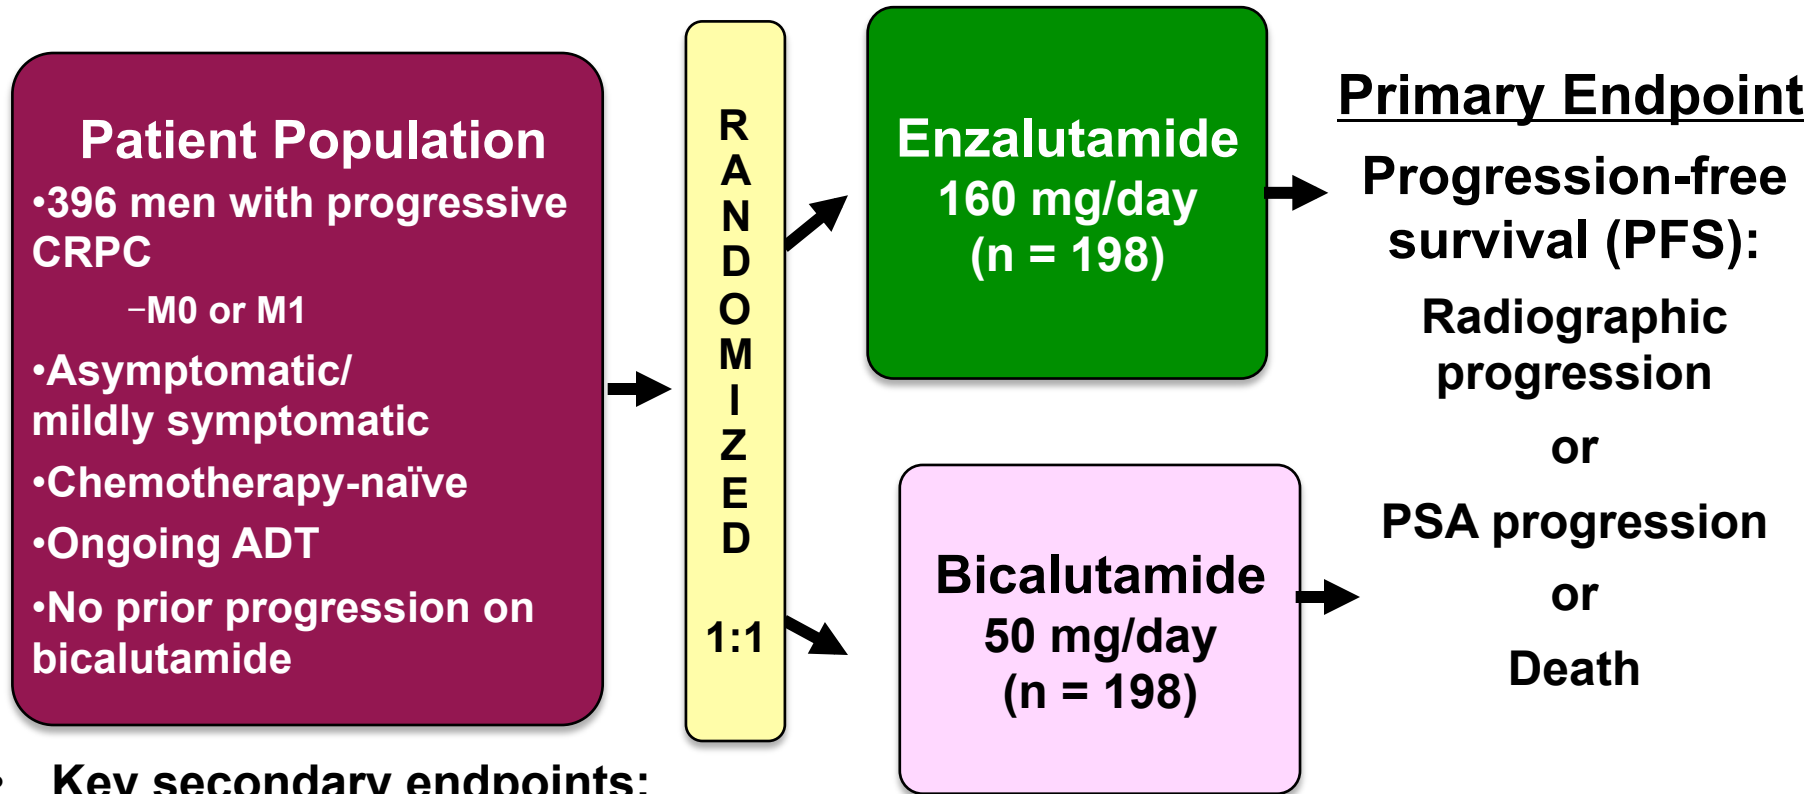 Patient Population
•396 men with progressive
CRPC
–M0 or M1
•Asymptomatic/
mildly symptomatic
•Chemotherapy-naïve
•Ongoing ADT
•No prior progression on
bicalutamide
R
A
N
D
O
M
I
Z
E
D
1:1
Enzalutamide
160 mg/day
(n = 198)
Bicalutamide
50 mg/day
(n = 198)
Primary Endpoint
Progression-free
survival (PFS):
Radiographic
progression
or
PSA progression
or
Death
• Key secondary endpoints: